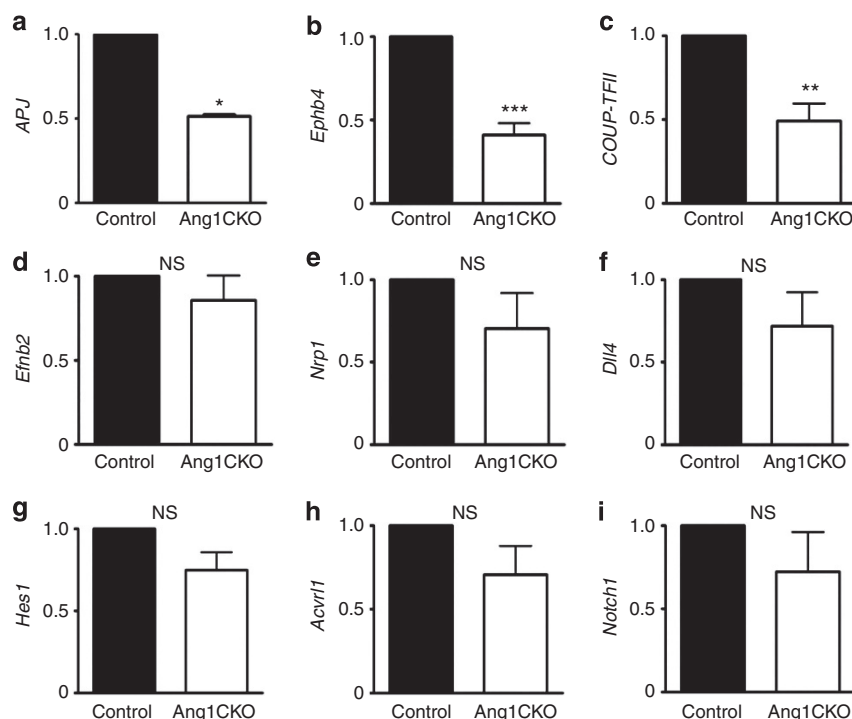 a
1.0
0.5
0
APJ
*
Control Ang1CKO
b
1.0
0.5
0
Ephb4
***
Control Ang1CKO
c
1.0
0.5
0
COUP-TFII
**
Control Ang1CKO
d
NS
1.0
0.5
0
Efnb2
Control Ang1CKO
e
NS
1.0
0.5
0
Nrp1
Control Ang1CKO
f
NS
1.0
0.5
0
Dll4
Control Ang1CKO
g
NS
1.0
0.5
0
Hes1
Control Ang1CKO
h
NS
1.0
0.5
0
Acvrl1
Control Ang1CKO
i
NS
1.0
0.5
0
Notch1
Control Ang1CKO